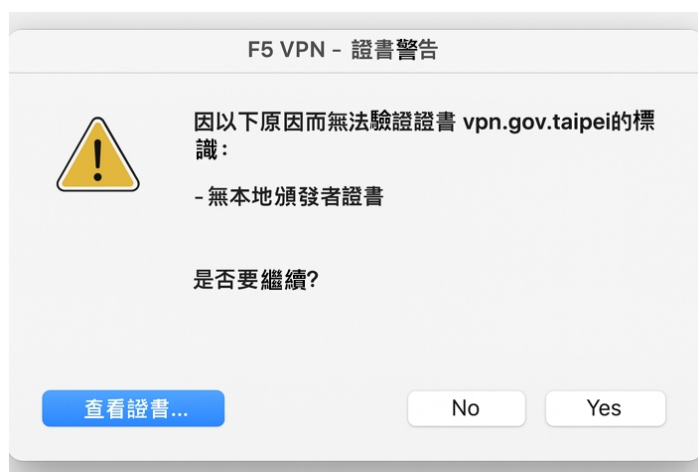 F5 VPN - 證書警告
因以下原因而無法驗證證書 vpn.gov.taipei的標
識：
-無本地頒發者證書
是否要繼續?
查看證書...
No
Yes